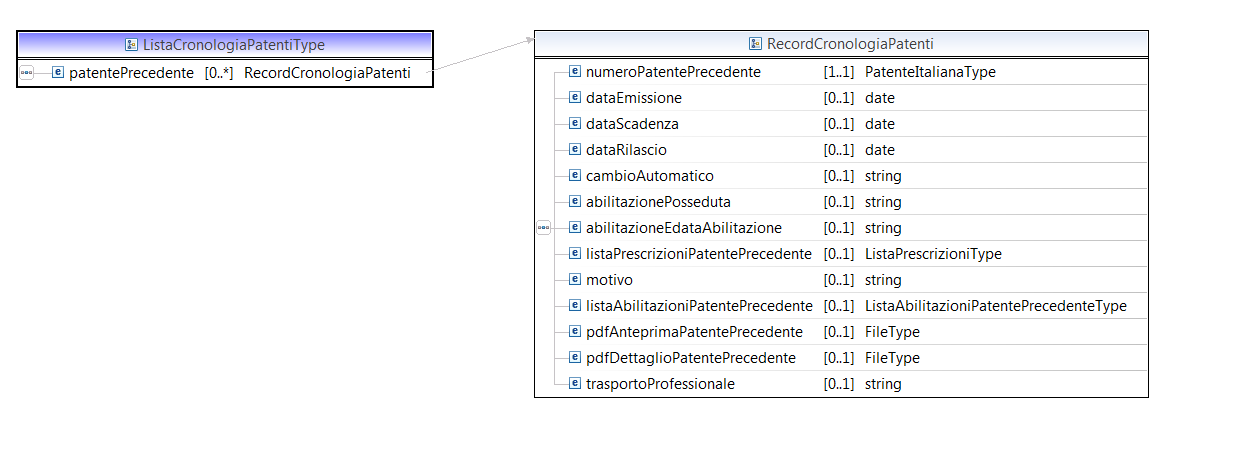 ListaCronologiaPatentiType
patentePrecedente [0..*] RecordCronologiaPatenti
RecordCronologiaPatenti
numeroPatentePrecedente [1..1] PatenteItalianaType
dataEmissione [0..1] date
dataScadenza [0..1] date
dataRilascio [0..1] date
cambioAutomatico [0..1] string
abilitazionePosseduta [0..1] string
abilitazioneEdataAbilitazione [0..1] string
listaPrescrizioniPatentePrecedente [0..1] ListaPrescrizioniType
motivo [0..1] string
listaAbilitazioniPatentePrecedente [0..1] ListaAbilitazioniPatentePrecedenteType
pdfAnteprimaPatentePrecedente [0..1] FileType
pdfDettaglioPatentePrecedente [0..1] FileType
trasportoProfessionale [0..1] string